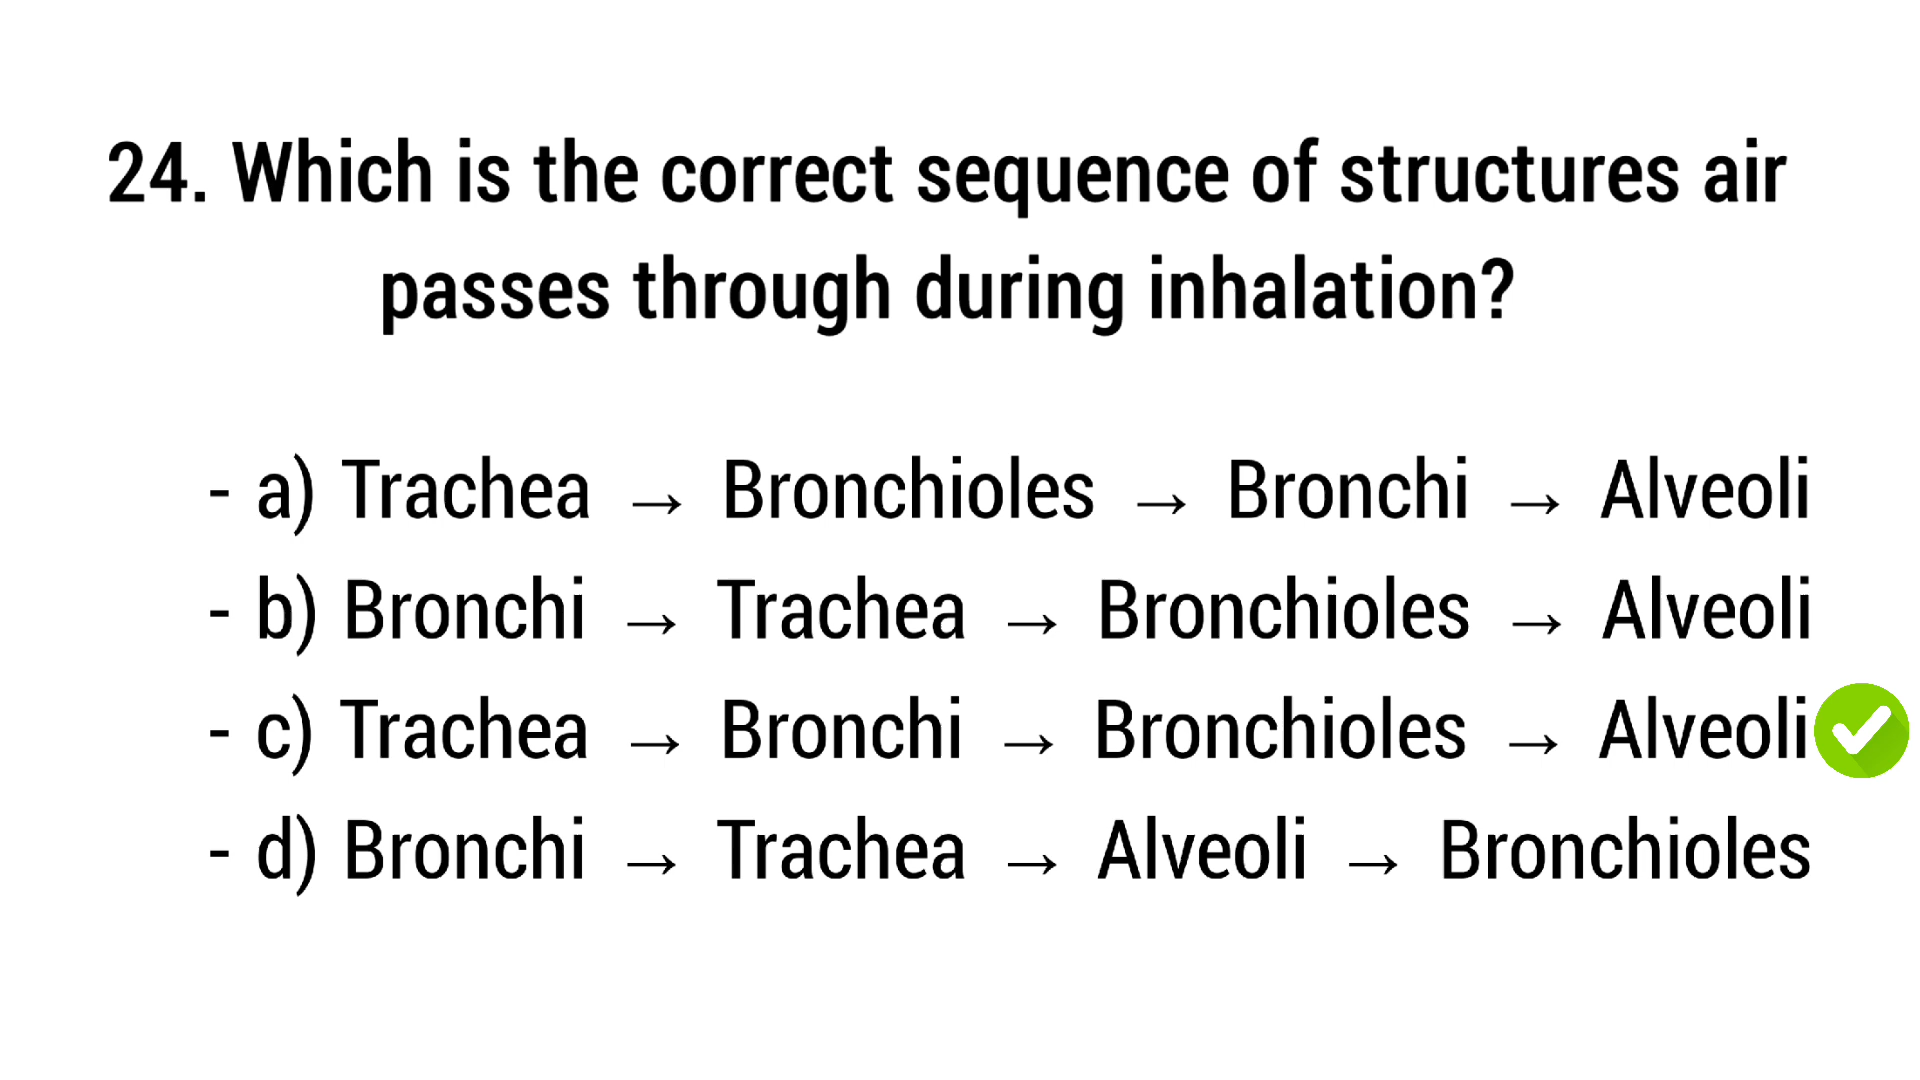 24. Which is the correct sequence of structures air
passes through during inhalation?
- a) Trachea → Bronchioles → Bronchi → Alveoli
- b) Bronchi → Trachea → Bronchioles → Alveoli
- c) Trachea → Bronchi → Bronchioles → Alveoli
- d) Bronchi → Trachea → Alveoli → Bronchioles